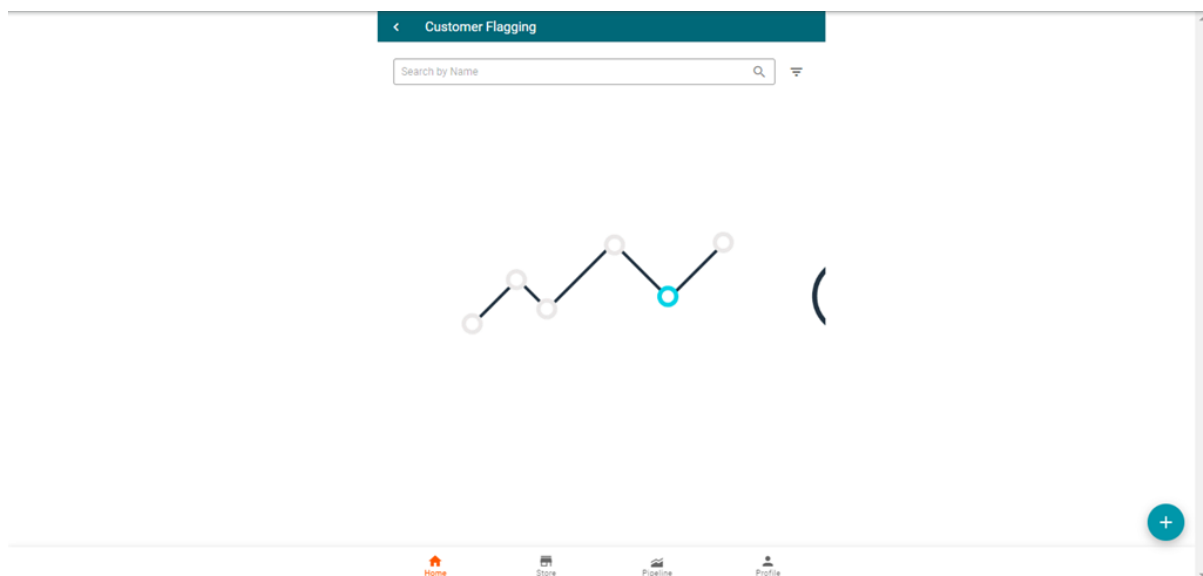 Customer Flagging
Search by Name
Home
Store
Pipeline
Profile